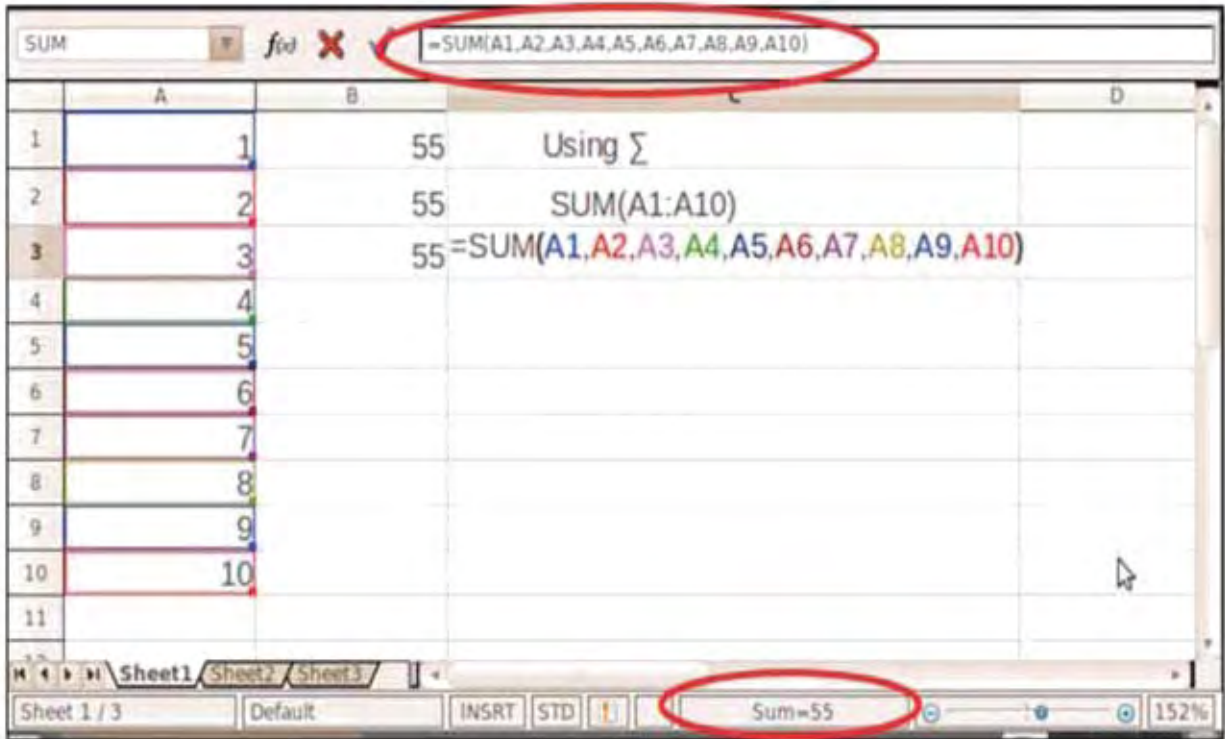 SUM f(x) =SUM(A1,A2,A3,A4,A5,A6,A7,A8,A9,A10)
A B C D
1 1 55 Using ∑
2 2 55 SUM(A1:A10)
3 3 55 =SUM(A1,A2,A3,A4,A5,A6,A7,A8,A9,A10)
4 4
5 5
6 6
7 7
8 8
9 9
10 10
11
Sheet1 Sheet2 Sheet3
Sheet 1 / 3 Default INSRT STD Sum=55 152%